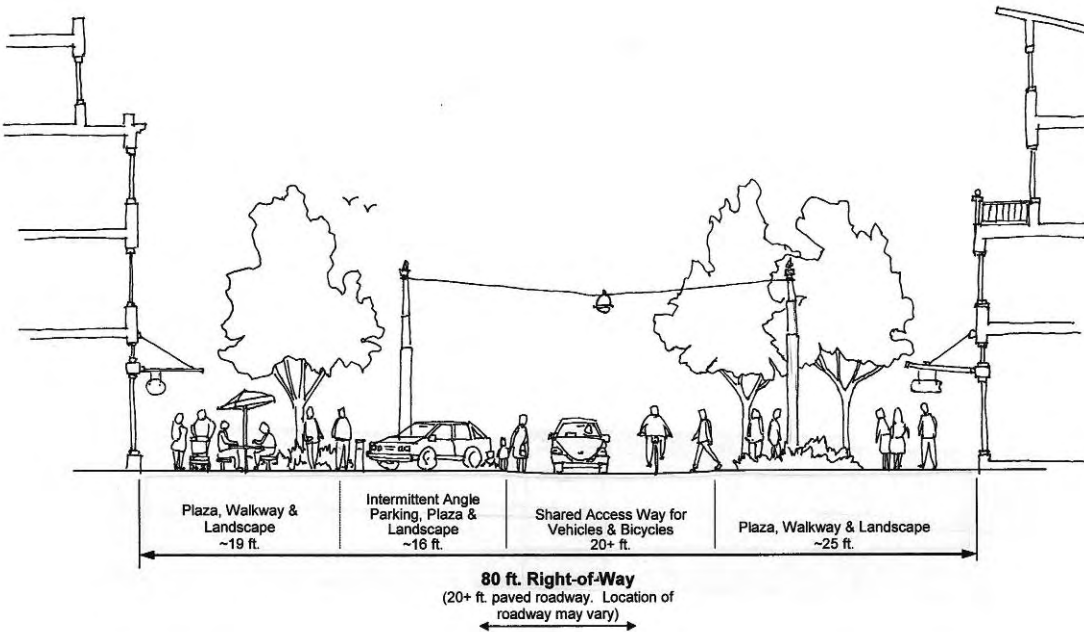 Plaza, Walkway &
Landscape
~19 ft.
Intermittent Angle
Parking, Plaza &
Landscape
~16 ft.
Shared Access Way for
Vehicles & Bicycles
20+ ft.
Plaza, Walkway & Landscape
~25 ft.
80 ft. Right-of-Way
(20+ ft. paved roadway.  Location of
roadway may vary)